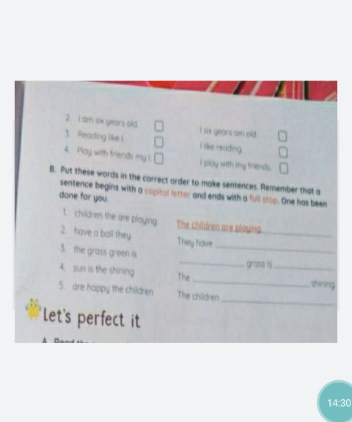 2. I am six years old.
I six years am old.
3. Reading like I.
I like reading.
4. Play with friends my I.
I play with my friends.
B. Put these words in the correct order to make sentences. Remember that a
sentence begins with a capital letter and ends with a full stop. One has been
done for you.
1. children the are playing
The children are playing.
2. have a ball they
They have
3. the grass green is
grass is
4. sun is the shining
The shining
5. are happy the children
The children
Let's perfect it
14:30